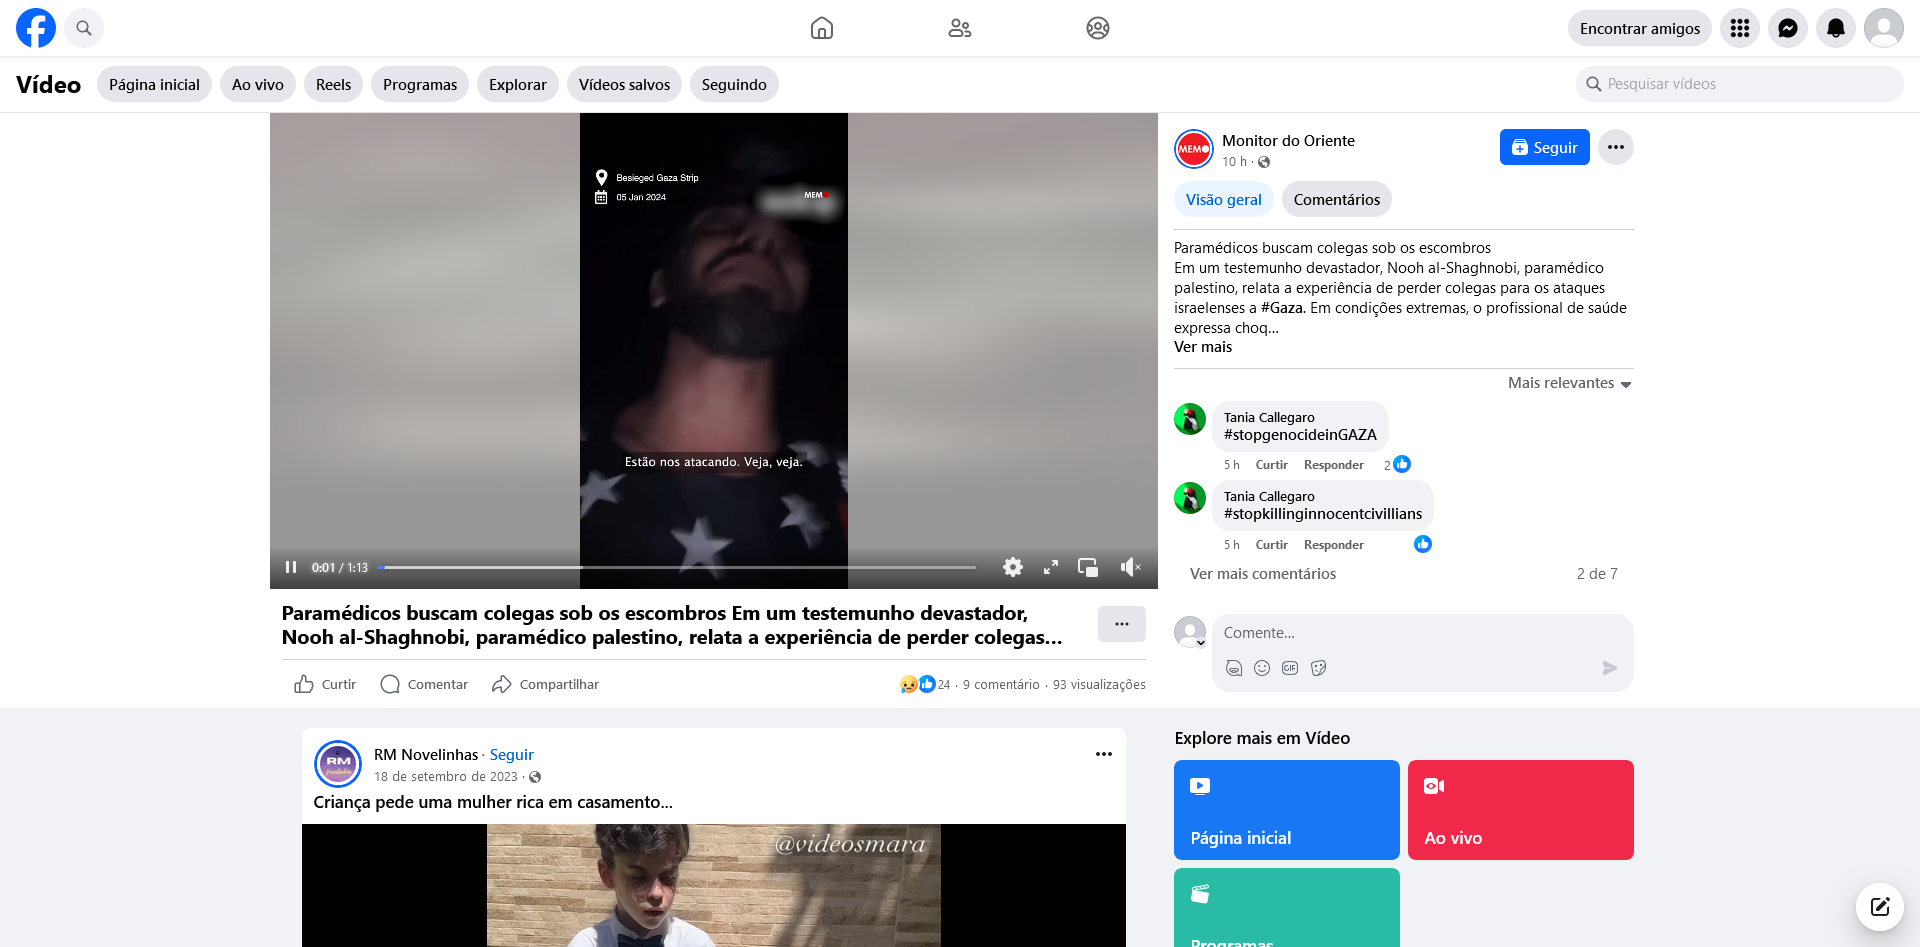 Encontrar amigos
Vídeo
Página inicial
Ao vivo
Reels
Programas
Explorar
Vídeos salvos
Seguindo
Pesquisar vídeos
Besieged Gaza Strip
05 Jan 2024
MEMO
Estão nos atacando. Veja, veja.
0:01 / 1:13
Paramédicos buscam colegas sob os escombros Em um testemunho devastador,
Nooh al-Shaghnobi, paramédico palestino, relata a experiência de perder colegas...
Curtir
Comentar
Compartilhar
24 · 9 comentário · 93 visualizações
MEMO
Monitor do Oriente
10 h ·
Seguir
Visão geral
Comentários
Paramédicos buscam colegas sob os escombros
Em um testemunho devastador, Nooh al-Shaghnobi, paramédico
palestino, relata a experiência de perder colegas para os ataques
israelenses a #Gaza. Em condições extremas, o profissional de saúde
expressa choq...
Ver mais
Mais relevantes
Tania Callegaro
#stopgenocideinGAZA
5 h Curtir Responder 2
Tania Callegaro
#stopkillinginnocentcivillians
5 h Curtir Responder
Ver mais comentários 2 de 7
Comente...
GIF
RM
RM Novelinhas · Seguir
18 de setembro de 2023 ·
Criança pede uma mulher rica em casamento...
@videosmara
Explore mais em Vídeo
Página inicial
Ao vivo
Programas